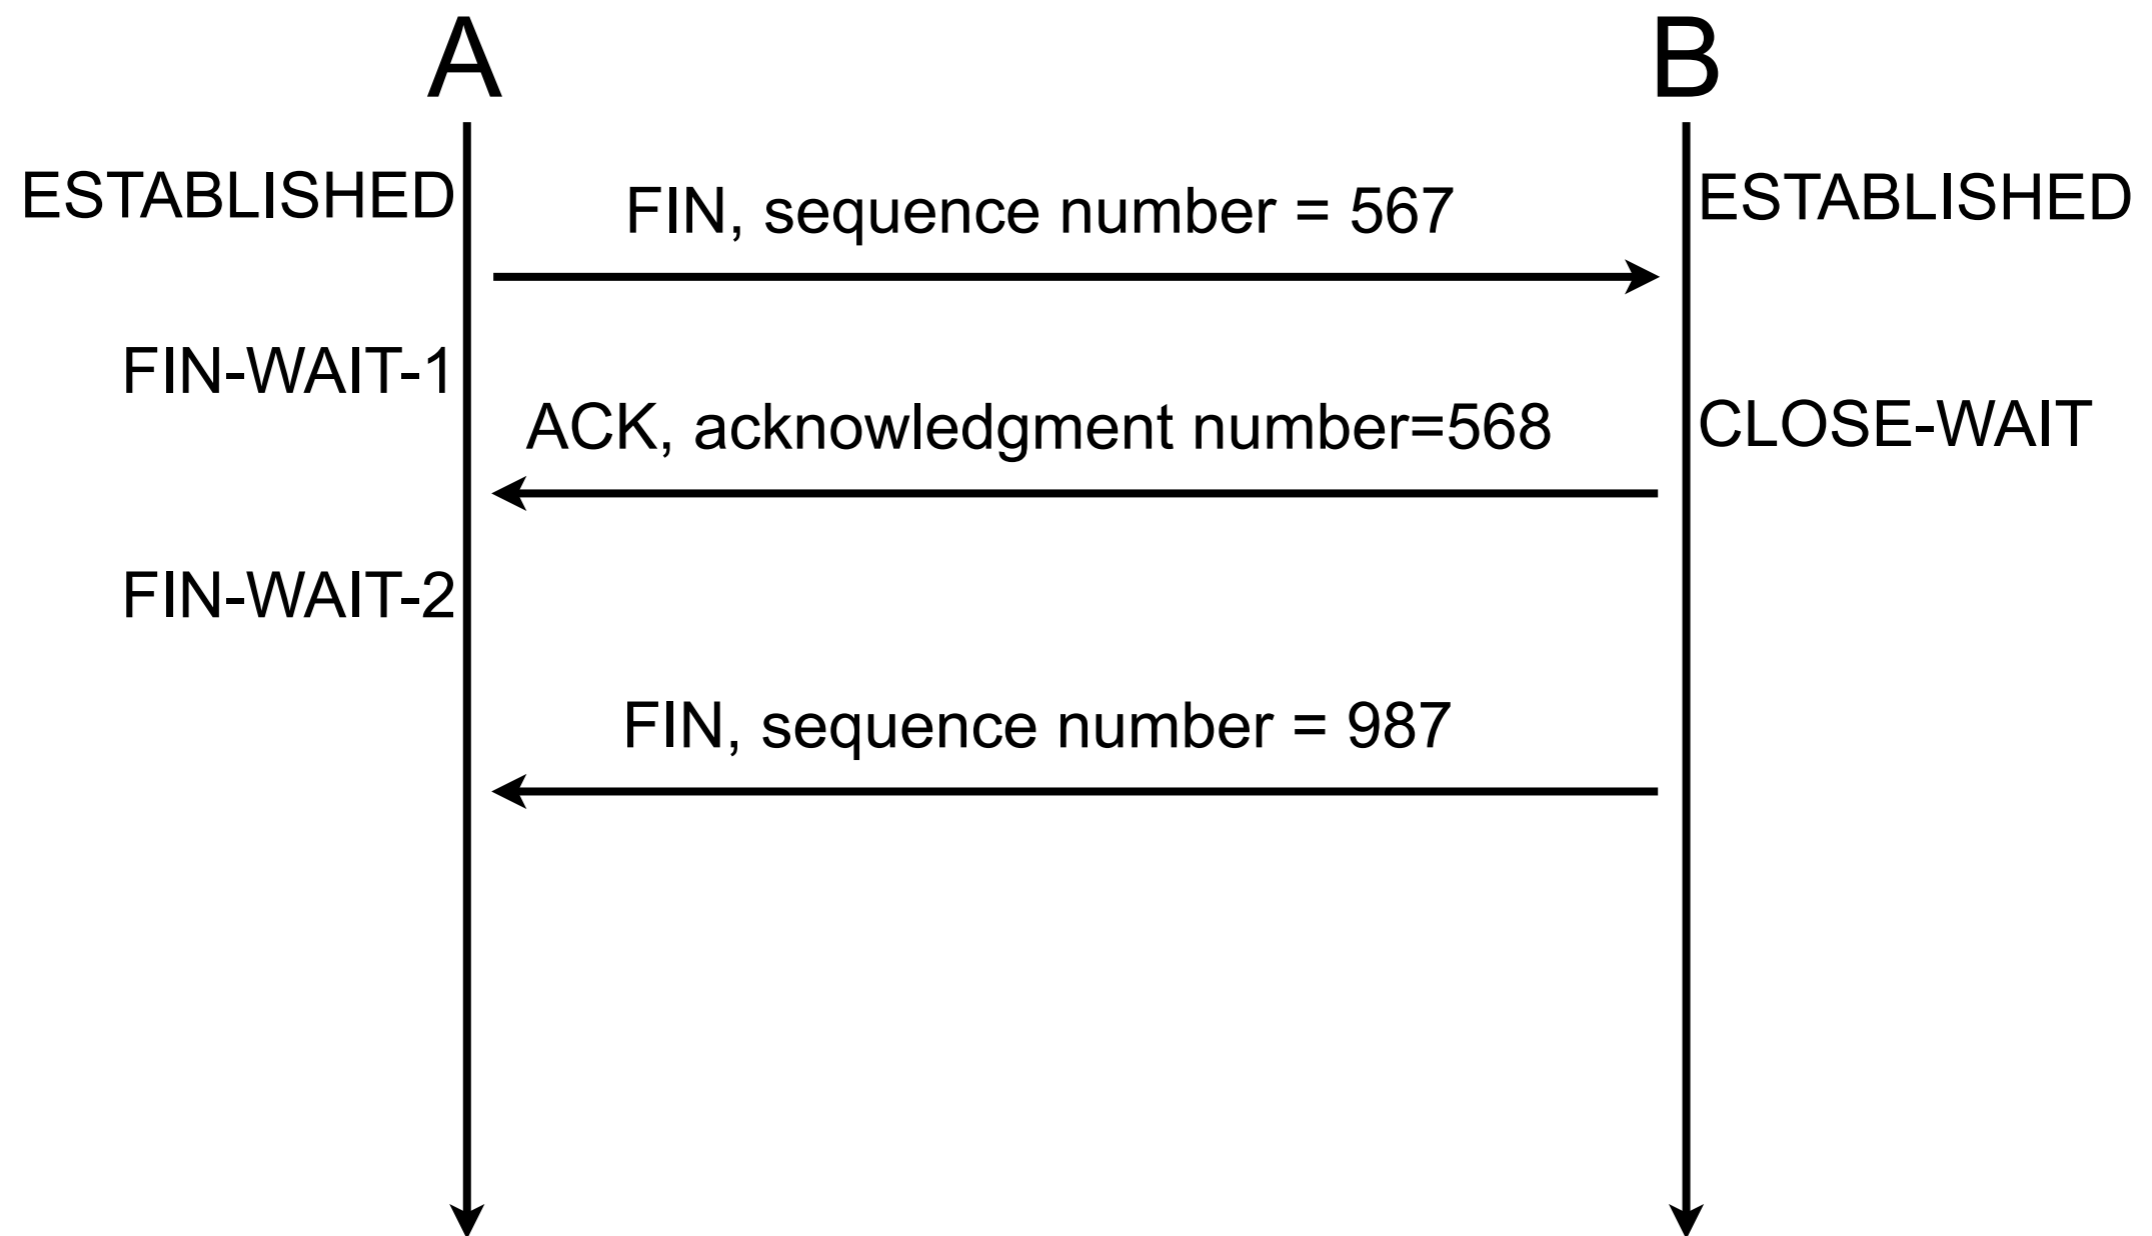 A
B
ESTABLISHED
FIN, sequence number = 567
ESTABLISHED
FIN-WAIT-1
ACK, acknowledgment number=568
CLOSE-WAIT
FIN-WAIT-2
FIN, sequence number = 987